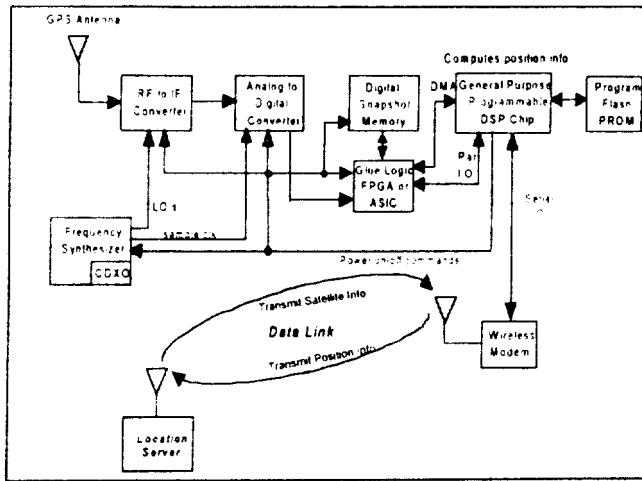 GPS Antenna
Computes position info
RF to IF
Converter
Analog to
Digital
Converter
Digital
Snapshot
Memory
DMA
General Purpose
Programmable
DSP Chip
Program
Flash
PROM
Glue Logic
FPGA or
ASIC
Par
I O
Serial
LO 1
Frequency
Synthesizer
sample clk
CDXO
Power on/off commands
Transmit Satellite Info
Data Link
Transmit Position Info
Wireless
Modem
Location
Server